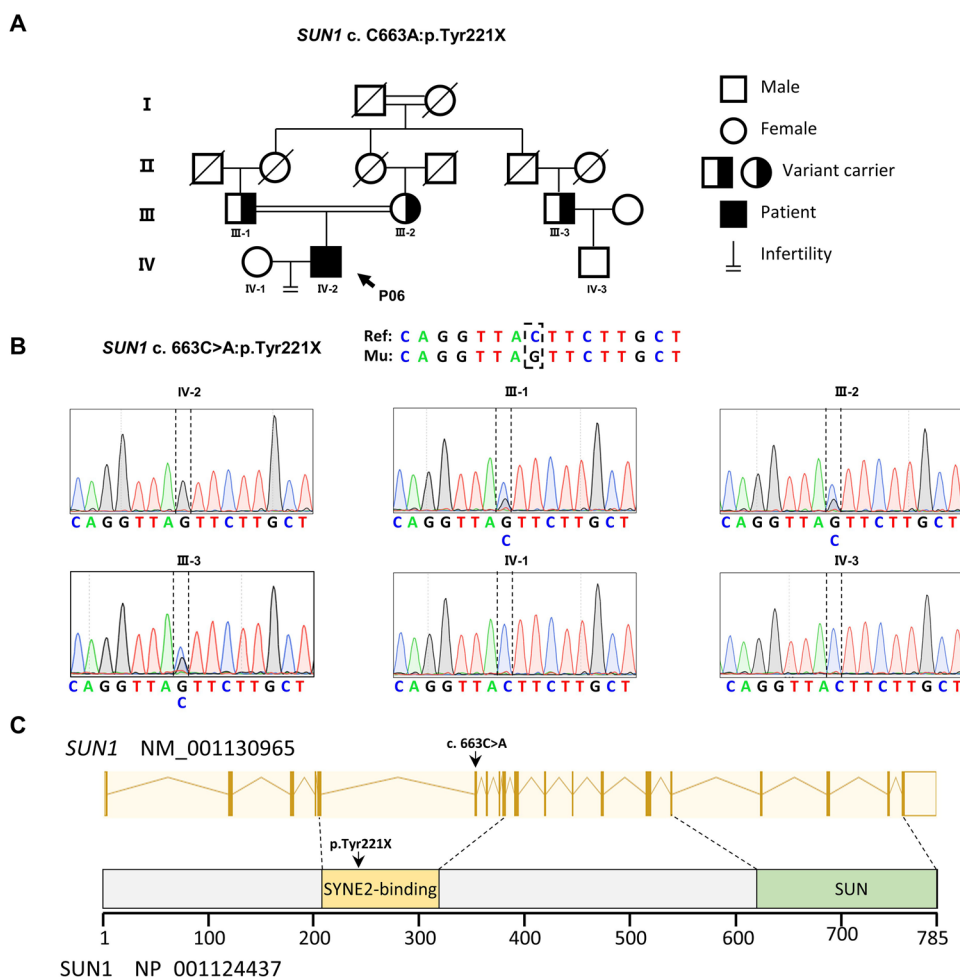 A
SUN1 c. C663A:p.Tyr221X
I
II
III
IV
III-1
III-2
III-3
IV-1
IV-2
P06
IV-3
Male
Female
Variant carrier
Patient
Infertility
B
SUN1 c. 663C>A:p.Tyr221X
Ref: C A G G T T A C T T C T T G C T
Mu: C A G G T T A G T T C T T G C T
IV-2
III-1
III-2
C A G G T T A G T T C T T G C T
C A G G T T A G T T C T T G C T
C
C A G G T T A G T T C T T G C T
C
III-3
IV-1
IV-3
C A G G T T A G T T C T T G C T
C
C A G G T T A C T T C T T G C T
C A G G T T A C T T C T T G C T
C
SUN1 NM_001130965
c. 663C>A
p.Tyr221X
SYNE2-binding
SUN
1 100 200 300 400 500 600 700 785
SUN1 NP_001124437